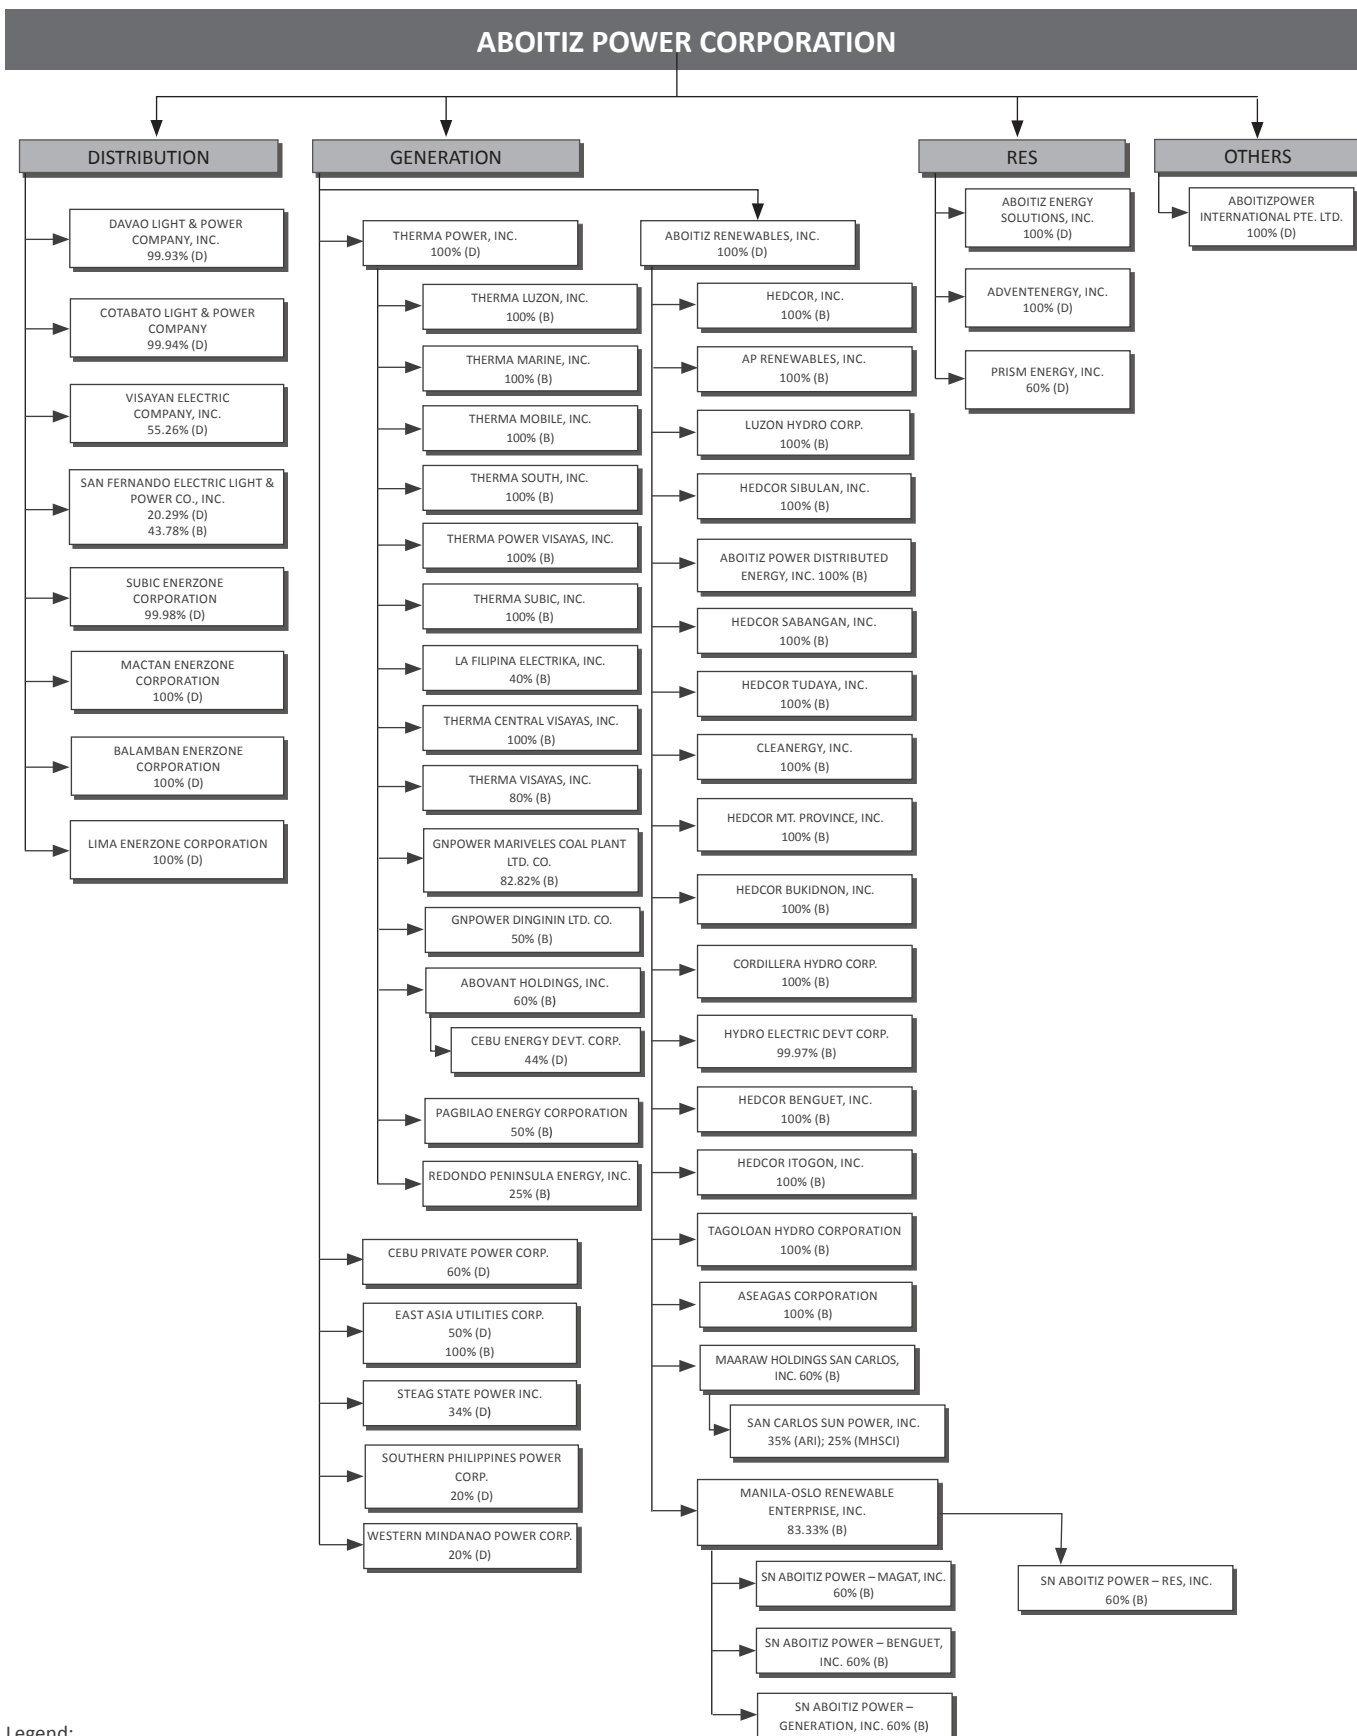 ABOITIZ POWER CORPORATION
DISTRIBUTION
DAVAO LIGHT & POWER
COMPANY, INC.
99.93% (D)
COTABATO LIGHT & POWER
COMPANY
99.94% (D)
VISAYAN ELECTRIC
COMPANY, INC.
55.26% (D)
SAN FERNANDO ELECTRIC LIGHT &
POWER CO., INC.
20.29% (D)
43.78% (B)
SUBIC ENERZONE
CORPORATION
99.98% (D)
MACTAN ENERZONE
CORPORATION
100% (D)
BALAMBAN ENERZONE
CORPORATION
100% (D)
LIMA ENERZONE CORPORATION
100% (D)
GENERATION
THERMA POWER, INC.
100% (D)
THERMA LUZON, INC.
100% (B)
THERMA MARINE, INC.
100% (B)
THERMA MOBILE, INC.
100% (B)
THERMA SOUTH, INC.
100% (B)
THERMA POWER VISAYAS, INC.
100% (B)
THERMA SUBIC, INC.
100% (B)
LA FILIPINA ELECTRIKA, INC.
40% (B)
THERMA CENTRAL VISAYAS, INC.
100% (B)
THERMA VISAYAS, INC.
80% (B)
GNPOWER MARIVELES COAL PLANT
LTD. CO.
82.82% (B)
GNPOWER DINGININ LTD. CO.
50% (B)
ABOVANT HOLDINGS, INC.
60% (B)
CEBU ENERGY DEVT. CORP.
44% (D)
PAGBILAO ENERGY CORPORATION
50% (B)
REDONDO PENINSULA ENERGY, INC.
25% (B)
CEBU PRIVATE POWER CORP.
60% (D)
EAST ASIA UTILITIES CORP.
50% (D)
100% (B)
STEAG STATE POWER INC.
34% (D)
SOUTHERN PHILIPPINES POWER
CORP.
20% (D)
WESTERN MINDANAO POWER CORP.
20% (D)
ABOITIZ RENEWABLES, INC.
100% (D)
HEDCOR, INC.
100% (B)
AP RENEWABLES, INC.
100% (B)
LUZON HYDRO CORP.
100% (B)
HEDCOR SIBULAN, INC.
100% (B)
ABOITIZ POWER DISTRIBUTED
ENERGY, INC. 100% (B)
HEDCOR SABANGAN, INC.
100% (B)
HEDCOR TUDAYA, INC.
100% (B)
CLEANERGY, INC.
100% (B)
HEDCOR MT. PROVINCE, INC.
100% (B)
HEDCOR BUKIDNON, INC.
100% (B)
CORDILLERA HYDRO CORP.
100% (B)
HYDRO ELECTRIC DEVT CORP.
99.97% (B)
HEDCOR BENGUET, INC.
100% (B)
HEDCOR ITOGON, INC.
100% (B)
TAGOLOAN HYDRO CORPORATION
100% (B)
ASEAGAS CORPORATION
100% (B)
MAARAW HOLDINGS SAN CARLOS,
INC. 60% (B)
SAN CARLOS SUN POWER, INC.
35% (ARI); 25% (MHSCI)
MANILA-OSLO RENEWABLE
ENTERPRISE, INC.
83.33% (B)
SN ABOITIZ POWER – MAGAT, INC.
60% (B)
SN ABOITIZ POWER – BENGUET,
INC. 60% (B)
SN ABOITIZ POWER –
GENERATION, INC. 60% (B)
SN ABOITIZ POWER – RES, INC.
60% (B)
RES
ABOITIZ ENERGY
SOLUTIONS, INC.
100% (D)
ADVENTENERGY, INC.
100% (D)
PRISM ENERGY, INC.
60% (D)
OTHERS
ABOITIZPOWER
INTERNATIONAL PTE. LTD.
100% (D)
Legend: